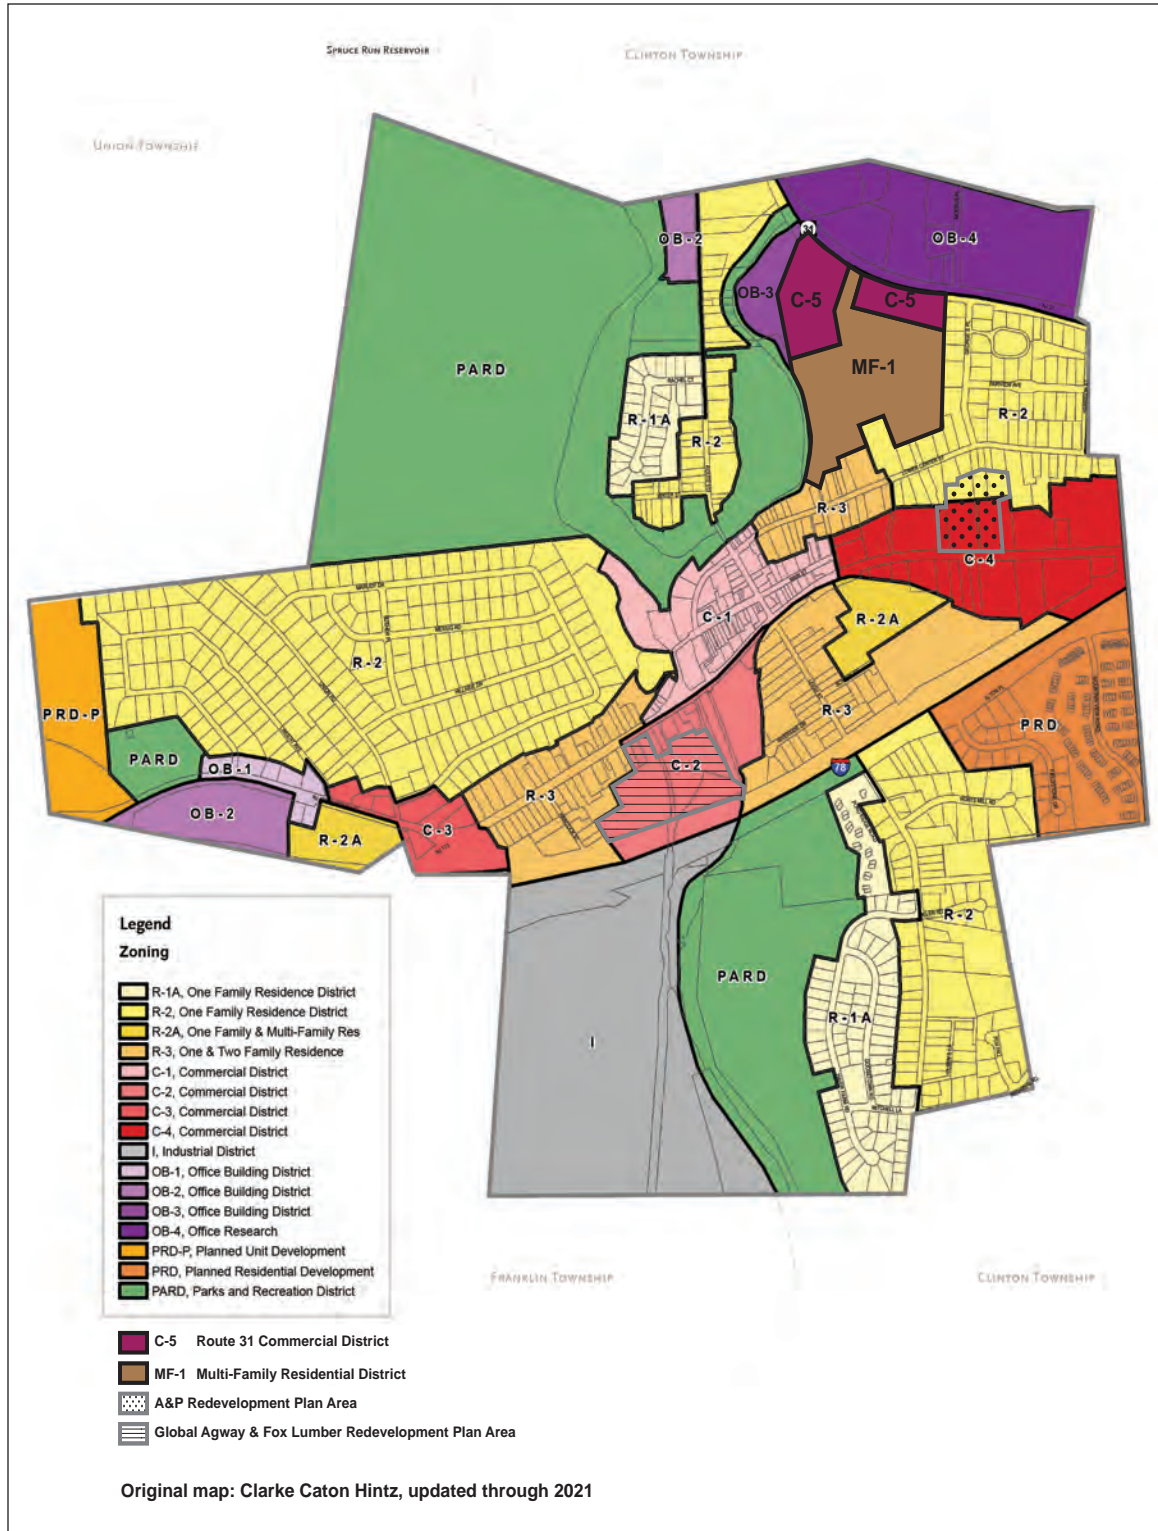 SPRUCE RUN RESERVOIR
CLINTON TOWNSHIP
UNION TOWNSHIP
OB-2
31
OB-4
OB-3
C-5
C-5
PARD
MF-1
RACHEL CT
R-1A
R-2
R-2
R-3
C-4
C-1
R-2A
R-2
PRD-P
R-3
PRD
PARD
OB-1
C-2
78
OB-2
R-3
C-3
R-2A
R-2
PARD
R-1A
I
MITCHELL LA
Legend
Zoning
R-1A, One Family Residence District
R-2, One Family Residence District
R-2A, One Family & Multi-Family Res
R-3, One & Two Family Residence
C-1, Commercial District
C-2, Commercial District
C-3, Commercial District
C-4, Commercial District
I, Industrial District
OB-1, Office Building District
OB-2, Office Building District
OB-3, Office Building District
OB-4, Office Research
PRD-P, Planned Unit Development
PRD, Planned Residential Development
PARD, Parks and Recreation District
FRANKLIN TOWNSHIP
CLINTON TOWNSHIP
C-5 Route 31 Commercial District
MF-1 Multi-Family Residential District
A&P Redevelopment Plan Area
Global Agway & Fox Lumber Redevelopment Plan Area
Original map: Clarke Caton Hintz, updated through 2021